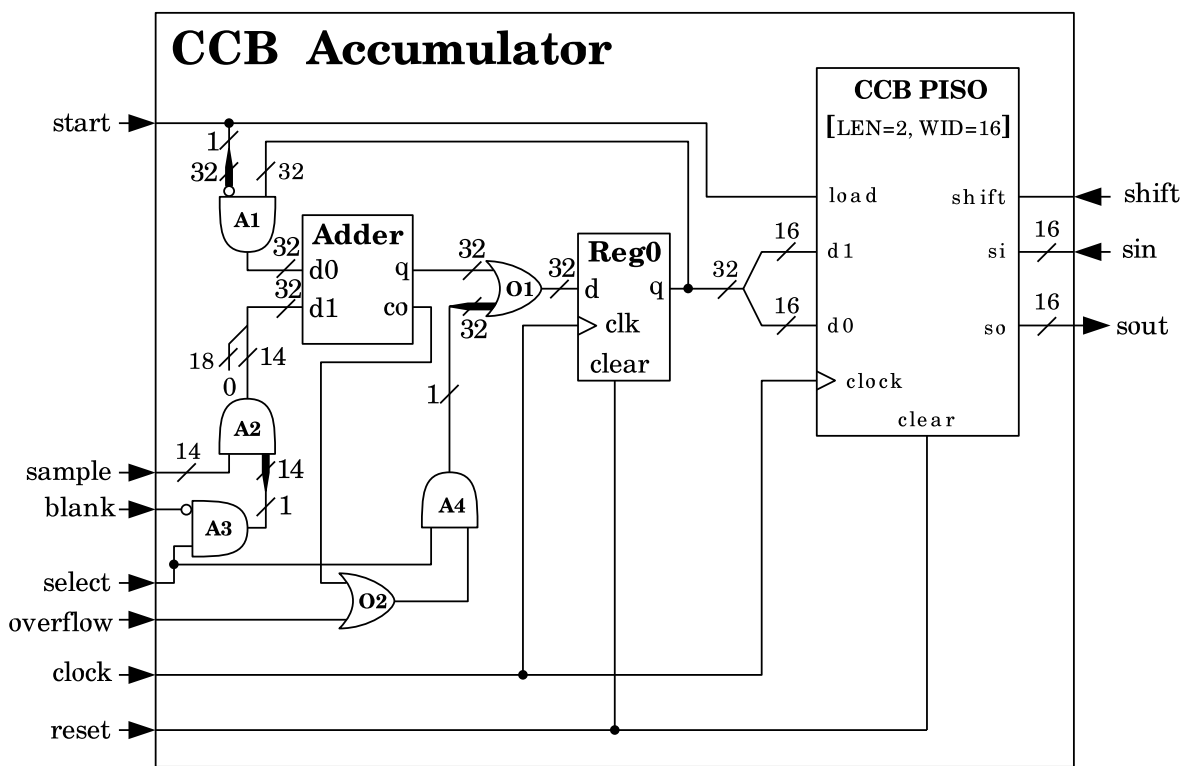 CCB Accumulator
CCB PISO
[LEN=2, WID=16]
start
1
32
32
load
shift
shift
A1
16
16
d1
si
sin
Adder
32
d0
q
32
O1
32
Reg0
d
q
32
32
d1
co
32
clk
16
d0
16
so
sout
18
14
0
clear
1
clock
A2
clear
sample
14
14
blank
1
A3
A4
select
O2
overflow
clock
reset